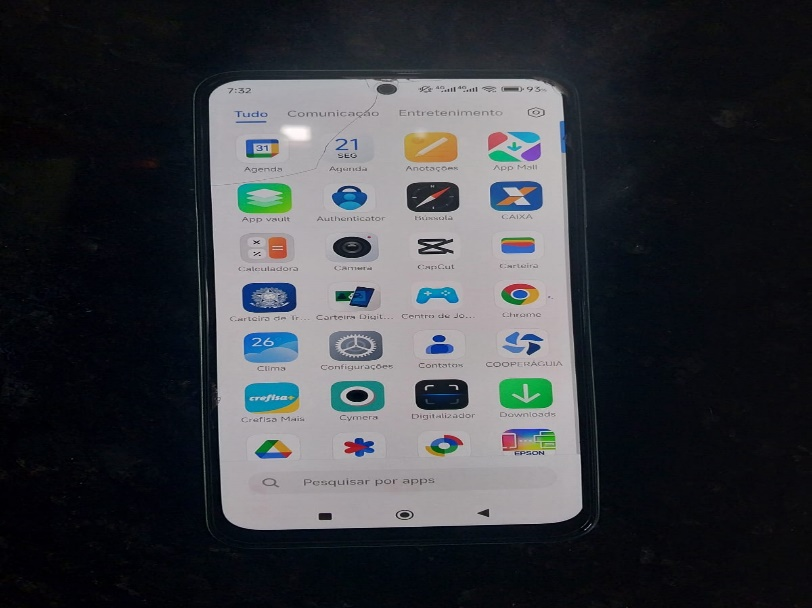 7:32 4G 4G 93%
Tudo Comunicação Entretenimento
31 21 SEG
Agenda Agenda Anotações App Mall
App vault Authenticator Bússola CAIXA
Calculadora Câmera CapCut Carteira
Carteira de Tr... Carteira Digit... Centro de Jo... Chrome
26°
Clima Configurações Contatos COOPERÁGUIA
crefisa+
Crefisa Mais Cymera Digitalizador Downloads
EPSON
Pesquisar por apps